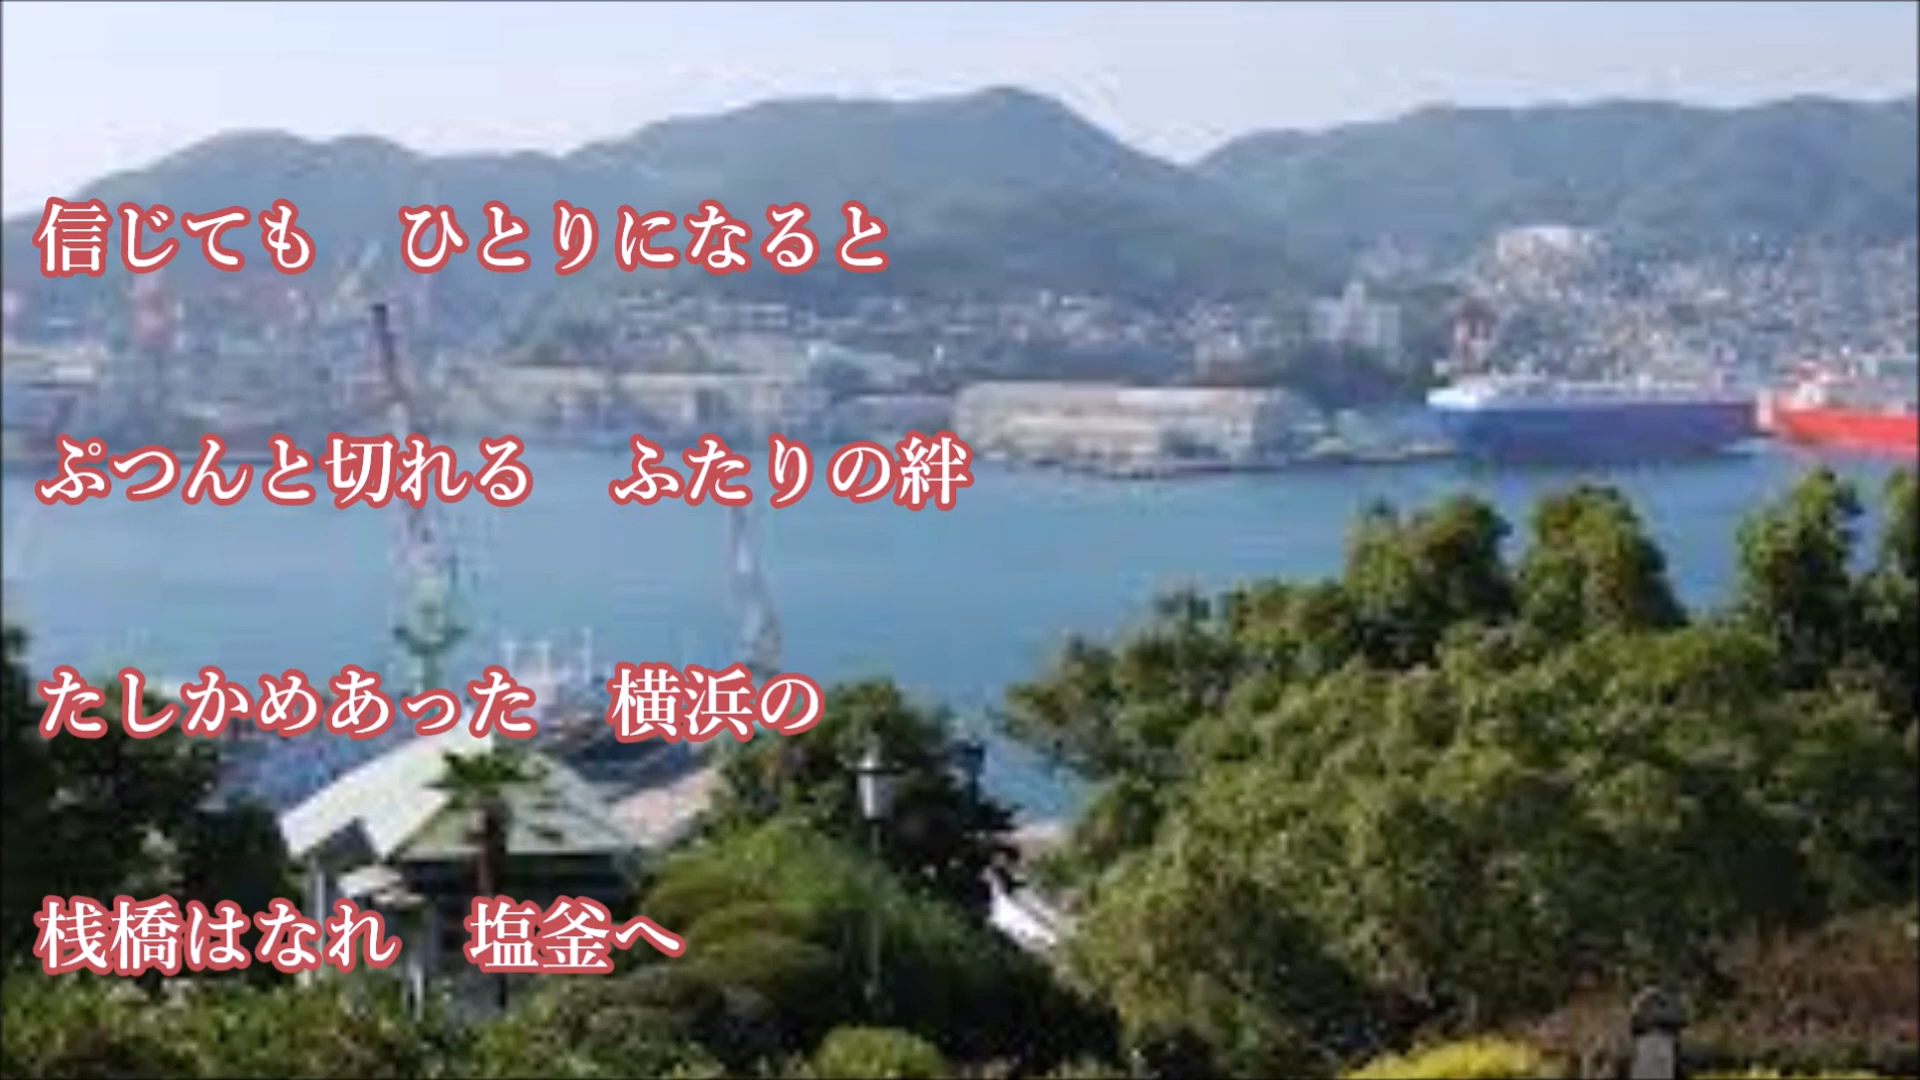 信じても　ひとりになると
ぷつんと切れる　ふたりの絆
たしかめあった　横浜の
桟橋はなれ　塩釜へ